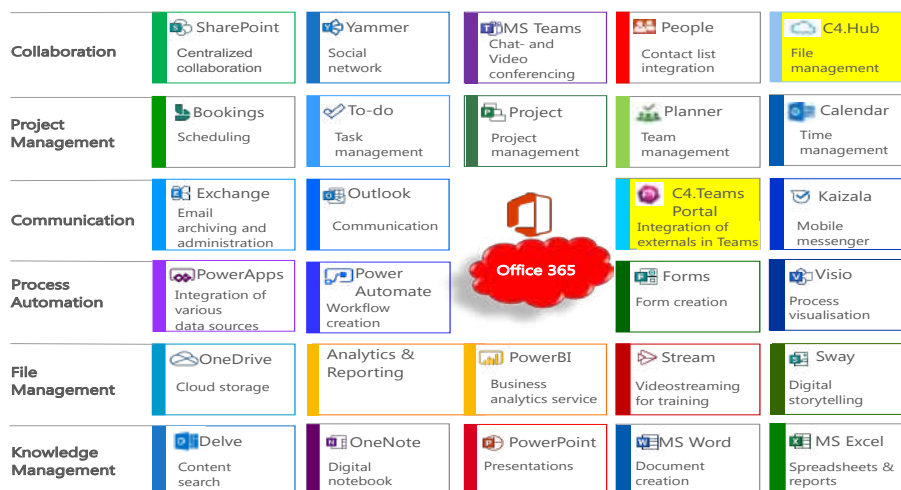 Collaboration
SharePoint
Centralized
collaboration
Yammer
Social
network
MS Teams
Chat- and
Video
conferencing
People
Contact list
integration
C4.Hub
File
management
Project
Management
Bookings
Scheduling
To-do
Task
management
Project
Project
management
Planner
Team
management
Calendar
Time
management
Communication
Exchange
Email
archiving and
administration
Outlook
Communication
Office 365
C4.Teams
Portal
Integration of
externals in Teams
Kaizala
Mobile
messenger
Process
Automation
PowerApps
Integration of
various
data sources
Power
Automate
Workflow
creation
Forms
Form creation
Visio
Process
visualisation
File
Management
OneDrive
Cloud storage
Analytics &
Reporting
PowerBI
Business
analytics service
Stream
Videostreaming
for training
Sway
Digital
storytelling
Knowledge
Management
Delve
Content
search
OneNote
Digital
notebook
PowerPoint
Presentations
MS Word
Document
creation
MS Excel
Spreadsheets &
reports